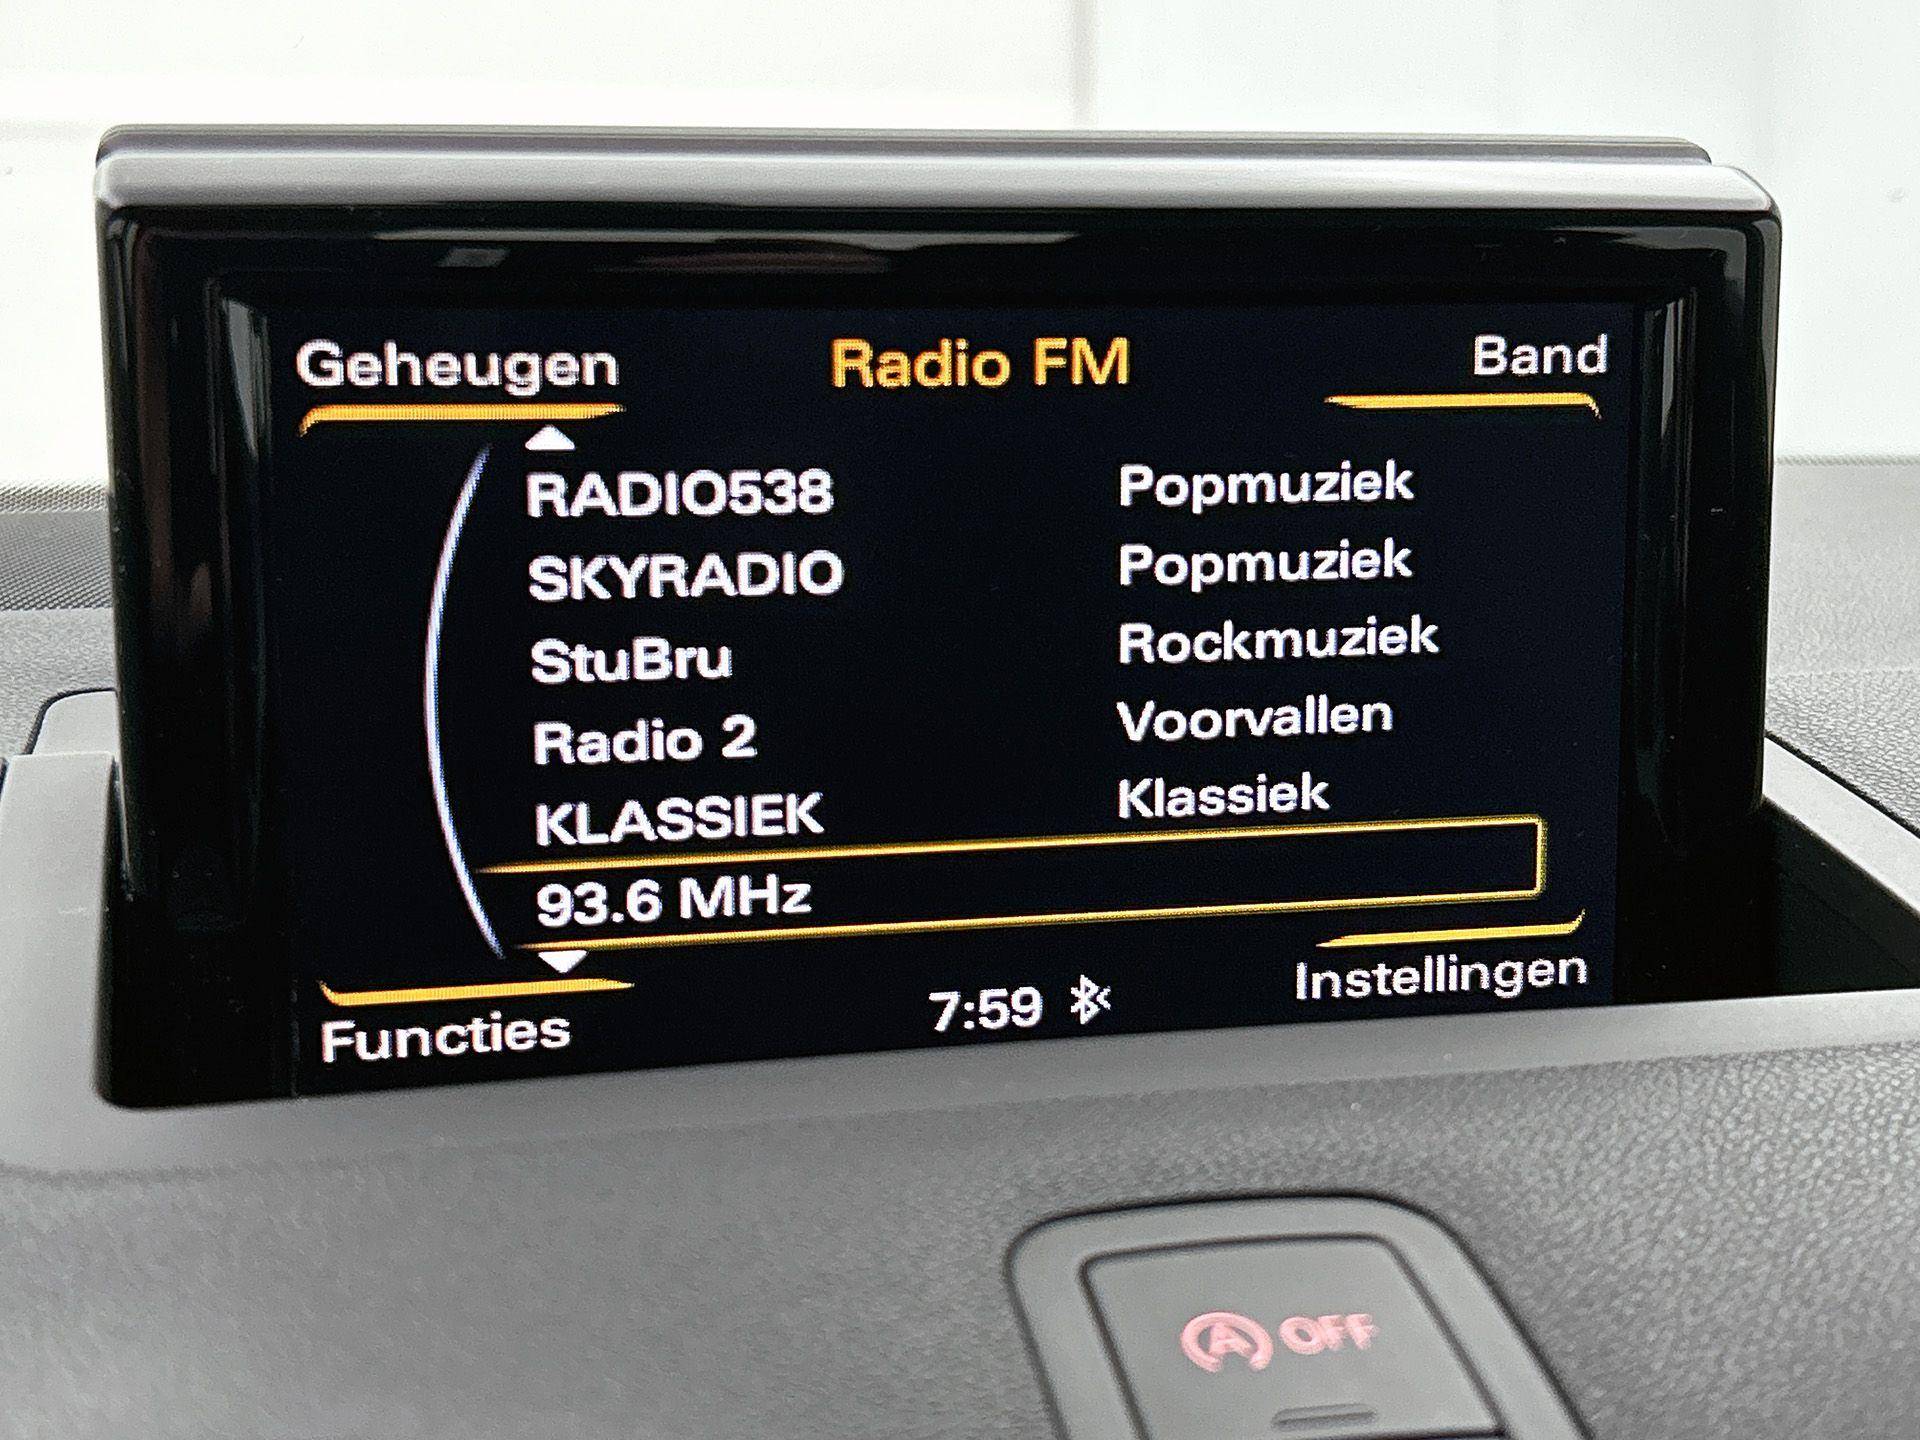 Geheugen Radio FM Band
RADIO538 Popmuziek
SKYRADIO Popmuziek
StuBru Rockmuziek
Radio 2 Voorvallen
KLASSIEK Klassiek
93.6 MHz
Functies 7:59 Instellingen
A OFF